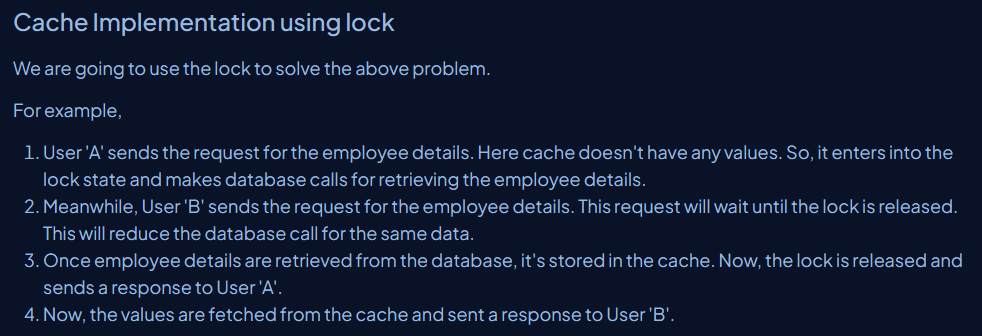 Cache Implementation using lock
We are going to use the lock to solve the above problem.
For example,
1. User 'A' sends the request for the employee details. Here cache doesn't have any values. So, it enters into the
lock state and makes database calls for retrieving the employee details.
2. Meanwhile, User 'B' sends the request for the employee details. This request will wait until the lock is released.
This will reduce the database call for the same data.
3. Once employee details are retrieved from the database, it's stored in the cache. Now, the lock is released and
sends a response to User 'A'.
4. Now, the values are fetched from the cache and sent a response to User 'B'.